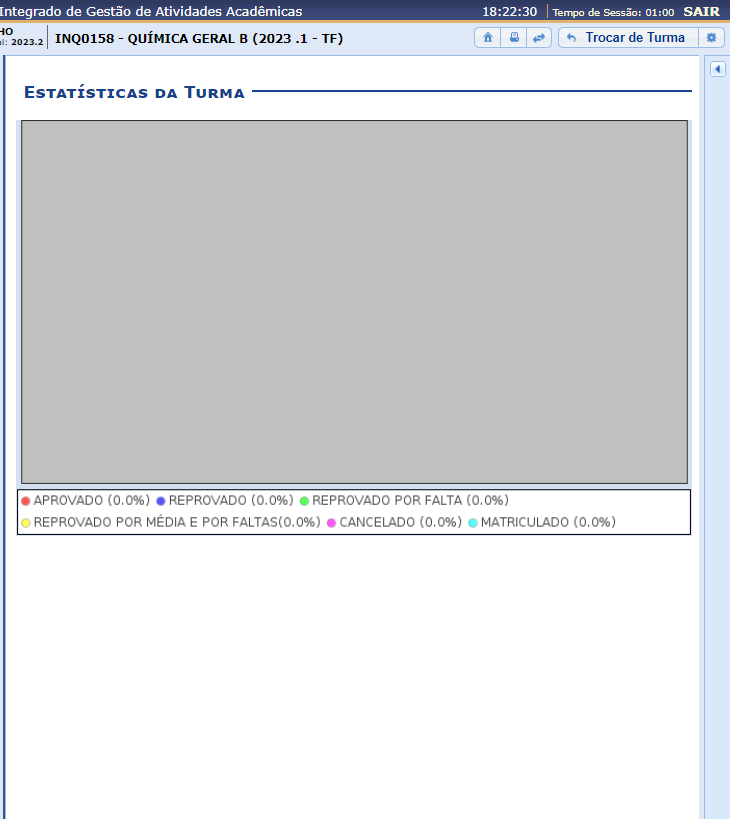 Integrado de Gestão de Atividades Acadêmicas 18:22:30 Tempo de Sessão: 01:00 SAIR
2023.2 INQ0158 - QUÍMICA GERAL B (2023 .1 - TF) Trocar de Turma
Estatísticas da Turma
APROVADO (0.0%) REPROVADO (0.0%) REPROVADO POR FALTA (0.0%)
REPROVADO POR MÉDIA E POR FALTAS(0.0%) CANCELADO (0.0%) MATRICULADO (0.0%)